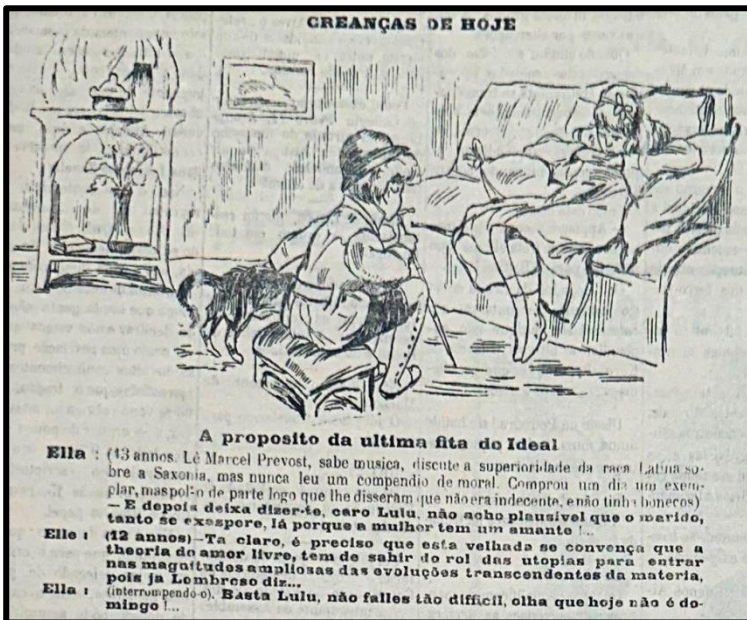 CREANÇAS DE HOJE
A proposito da ultima fita do Ideal
Ella : (13 annos. Lê Marcel Prevost, sabe musica, discute a superioridade da raça Latina so-
bre a Saxonia, mas nunca leu um compendio de moral. Comprou um dia um exem-
plar, mas pol-o de parte logo que lhe disseram que não era indecente, e não tinha bonecos)
— E depois deixa dizer-te, caro Lulu, não acho plausivel que o marido,
tanto se exaspere, lá porque a mulher tem um amante !...
Elle : (12 annos)—Ta claro, é preciso que esta velhada se convença que a
theoria do amor livre, tem de sahir do rol das utopias para entrar
nas magnitudes ampliosas das evoluções transcendentes da materia,
pois ja Lombroso diz...
Ella : (interrompendo-o). Basta Lulu, não falles tão difficil, olha que hoje não é do-
mingo !...